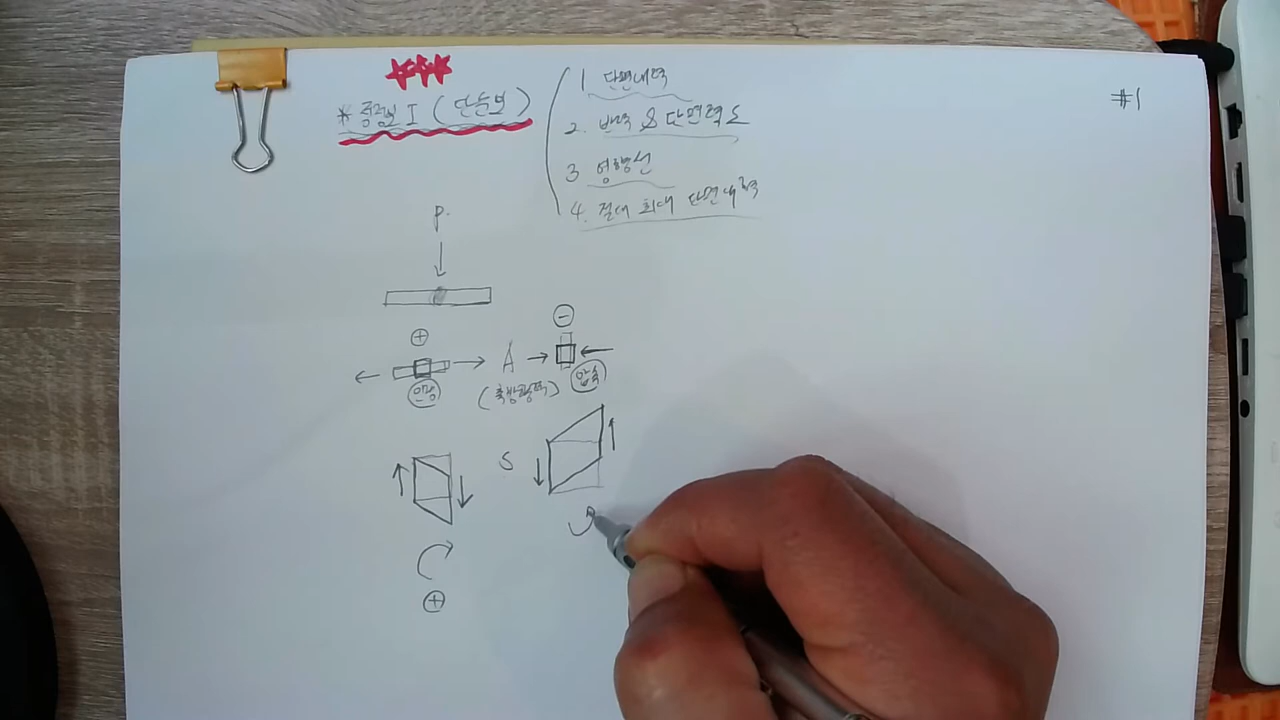 * 정정보 I (단순보)
1. 단면내력
2. 반력 & 단면력도
3 영향선
4. 절대 최대 단면내력
#1
P.
⊕
⊖
A
인장
(축방향력)
압축
S
⊕